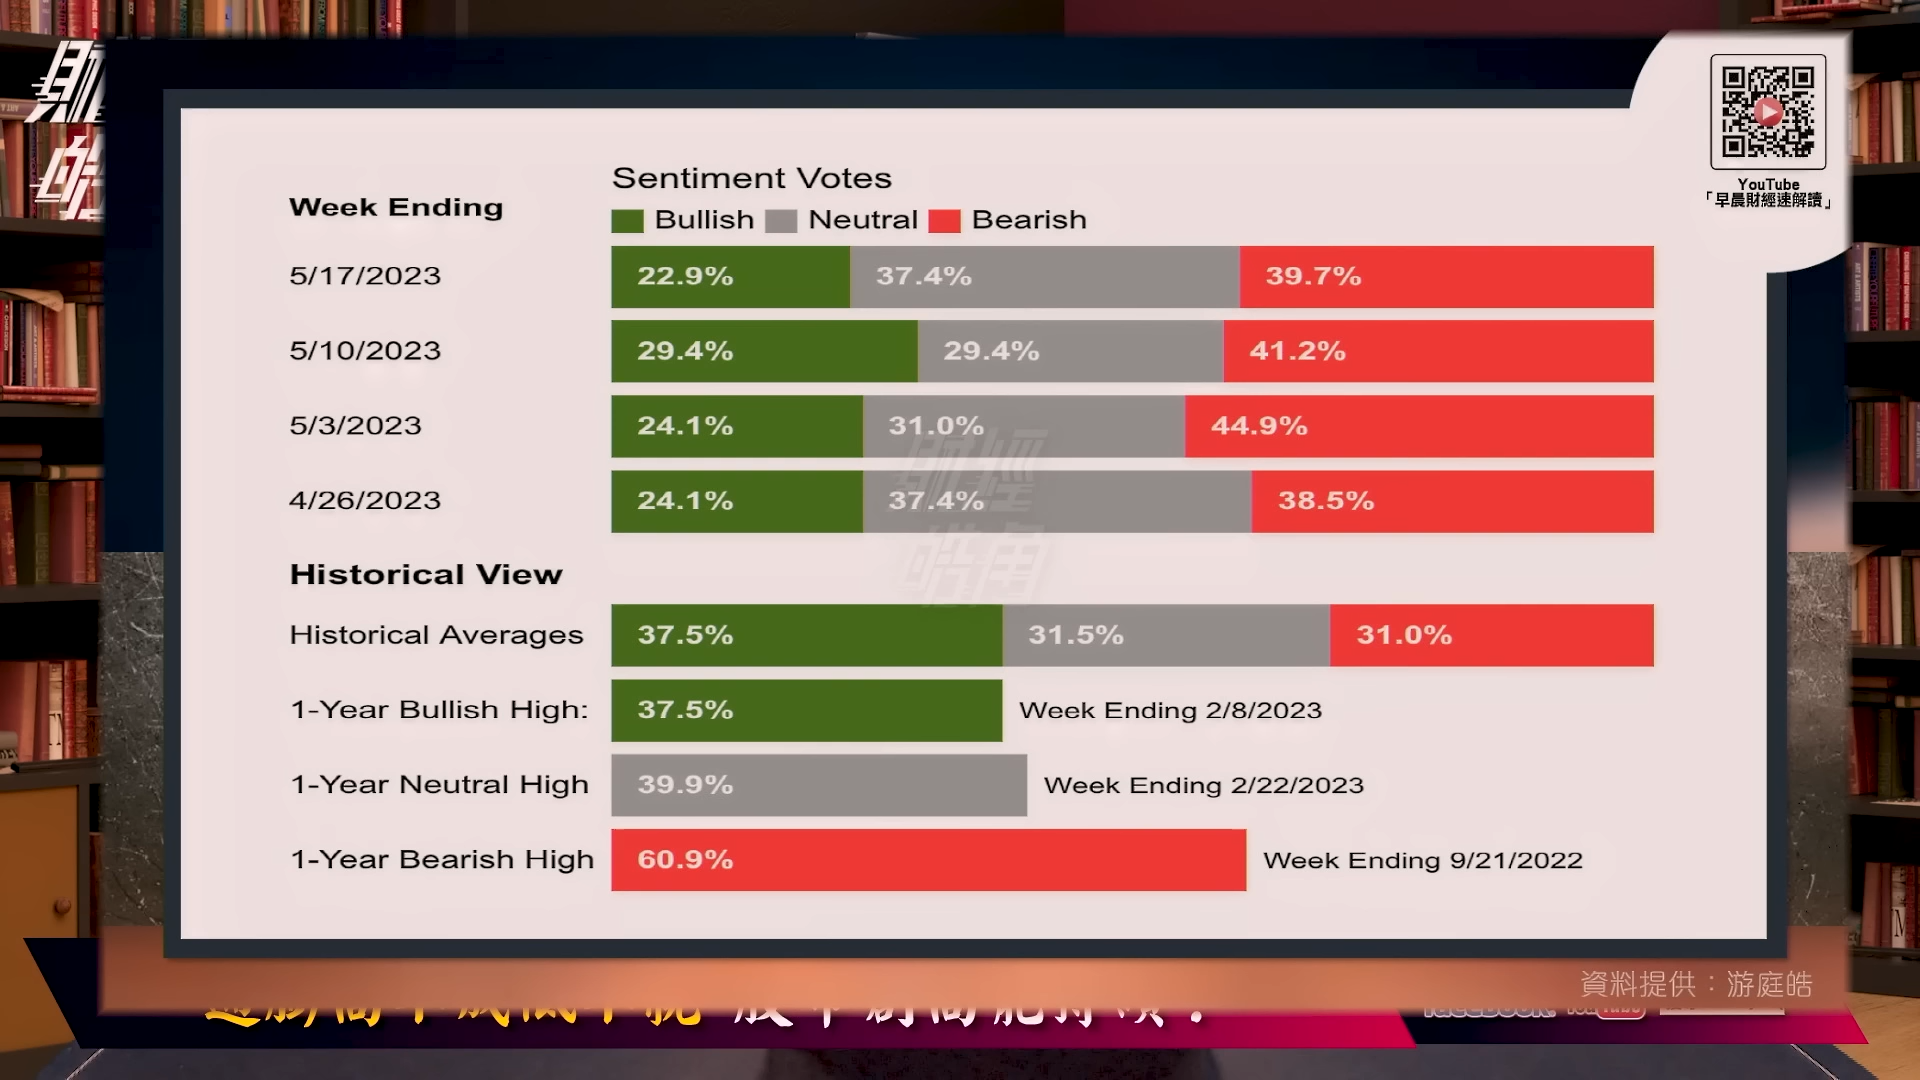 財經
皓角
YouTube
「早晨財經速解讀」
Sentiment Votes
Week Ending
Bullish Neutral Bearish
5/17/2023 22.9% 37.4% 39.7%
5/10/2023 29.4% 29.4% 41.2%
5/3/2023 24.1% 31.0% 44.9%
4/26/2023 24.1% 37.4% 38.5%
Historical View
Historical Averages 37.5% 31.5% 31.0%
1-Year Bullish High: 37.5% Week Ending 2/8/2023
1-Year Neutral High 39.9% Week Ending 2/22/2023
1-Year Bearish High 60.9% Week Ending 9/21/2022
資料提供：游庭皓